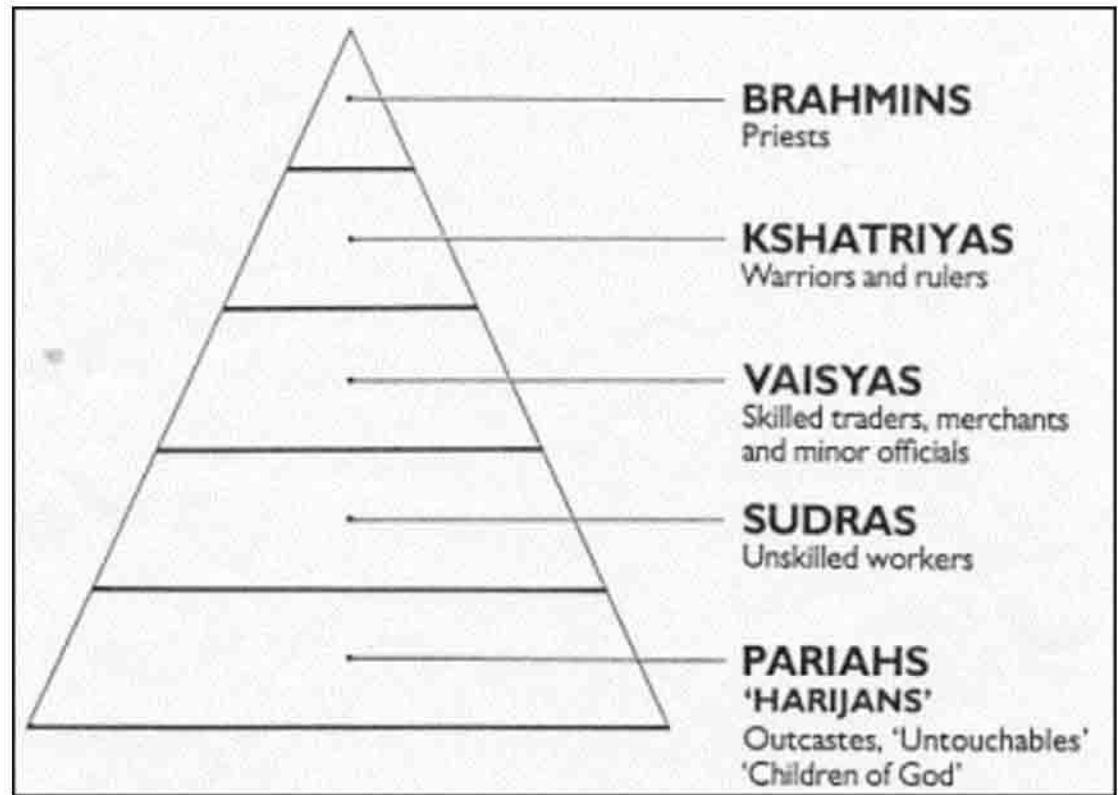 BRAHMINS
Priests
KSHATRIYAS
Warriors and rulers
VAISYAS
Skilled traders, merchants
and minor officials
SUDRAS
Unskilled workers
PARIAHS
'HARIJANS'
Outcastes, 'Untouchables'
'Children of God'